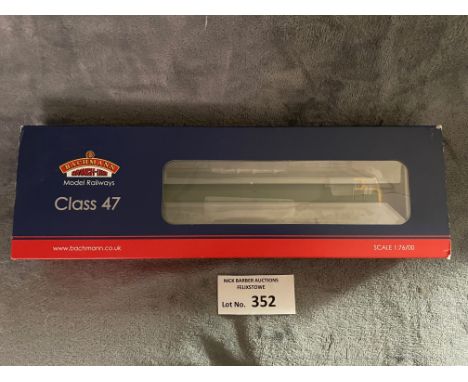 BACHMANN
BRANCH-LINE
Model Railways
Class 47
www.bachmann.co.uk
SCALE 1:76/00
NICK BARBER AUCTIONS
FELIXSTOWE
Lot No. 352